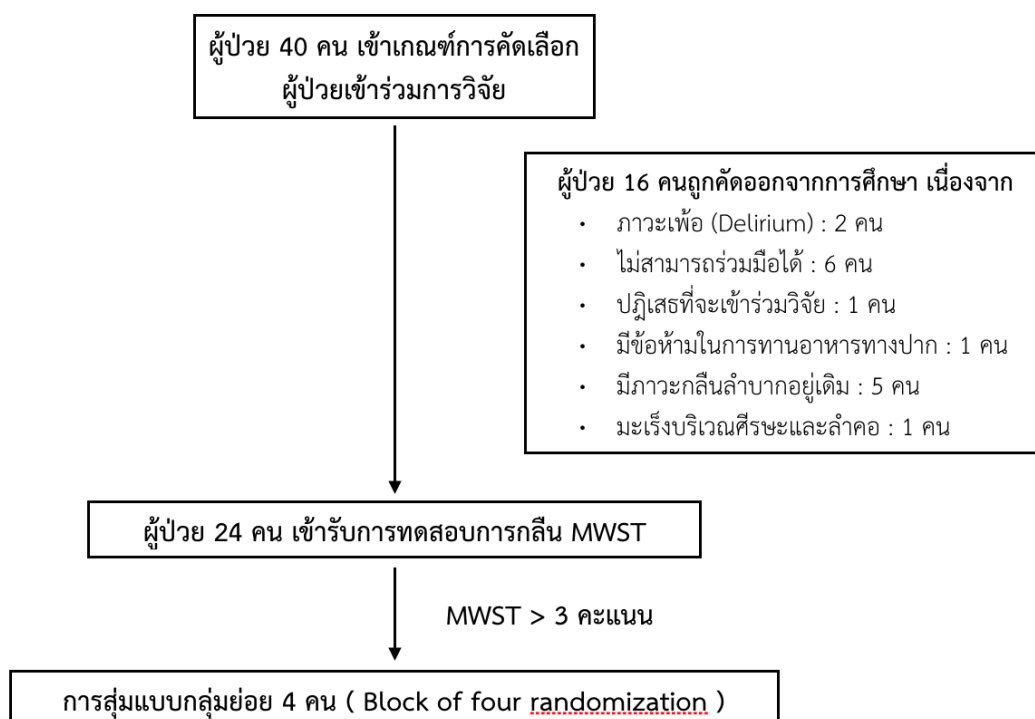 ผู้ป่วย 40 คน เข้าเกณฑ์การคัดเลือก
ผู้ป่วยเข้าร่วมการวิจัย
ผู้ป่วย 16 คนถูกคัดออกจากการศึกษา เนื่องจาก
• ภาวะเพ้อ (Delirium) : 2 คน
• ไม่สามารถร่วมมือได้ : 6 คน
• ปฎิเสธที่จะเข้าร่วมวิจัย : 1 คน
• มีข้อห้ามในการทานอาหารทางปาก : 1 คน
• มีภาวะกลืนลำบากอยู่เดิม : 5 คน
• มะเร็งบริเวณศีรษะและลำคอ : 1 คน
ผู้ป่วย 24 คน เข้ารับการทดสอบการกลืน MWST
MWST > 3 คะแนน
การสุ่มแบบกลุ่มย่อย 4 คน ( Block of four randomization )